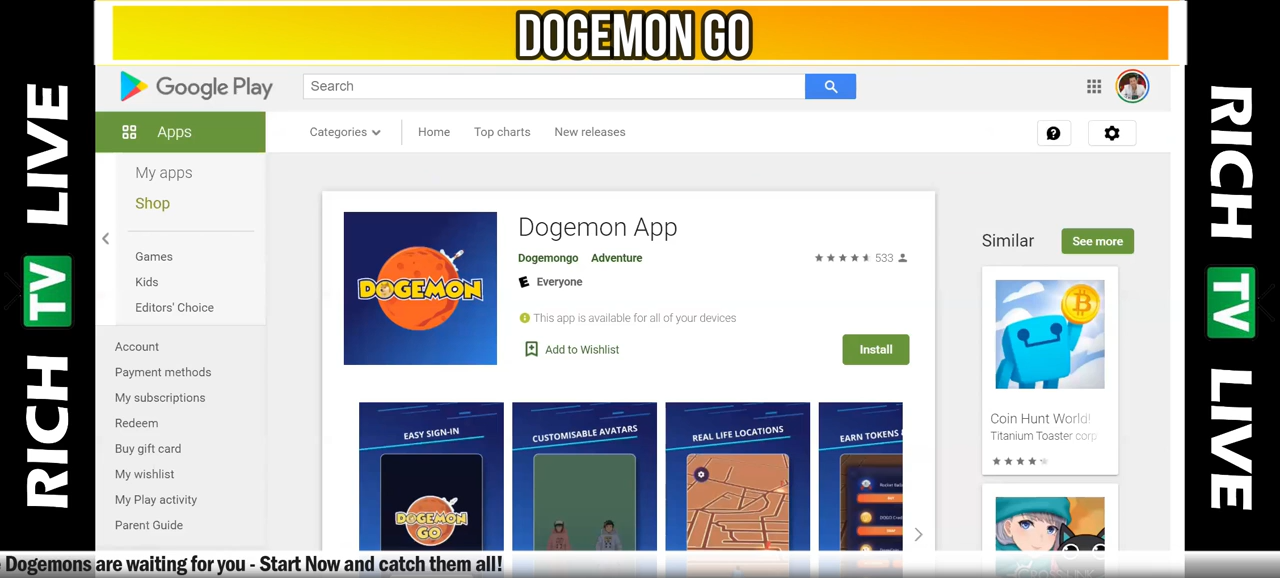 DOGEMON GO
RICH TV LIVE
Google Play
Search
Apps
Categories
Home
Top charts
New releases
My apps
Shop
Games
Kids
Editors' Choice
Account
Payment methods
My subscriptions
Redeem
Buy gift card
My wishlist
My Play activity
Parent Guide
DOGEMON
Dogemon App
Dogemongo Adventure
533
E Everyone
This app is available for all of your devices
Add to Wishlist
Install
EASY SIGN-IN
DOGEMON
GO
CUSTOMISABLE AVATARS
REAL LIFE LOCATIONS
EARN TOKENS
Similar
See more
Coin Hunt World!
Titanium Toaster corp
RICH TV LIVE
Dogemons are waiting for you - Start Now and catch them all!